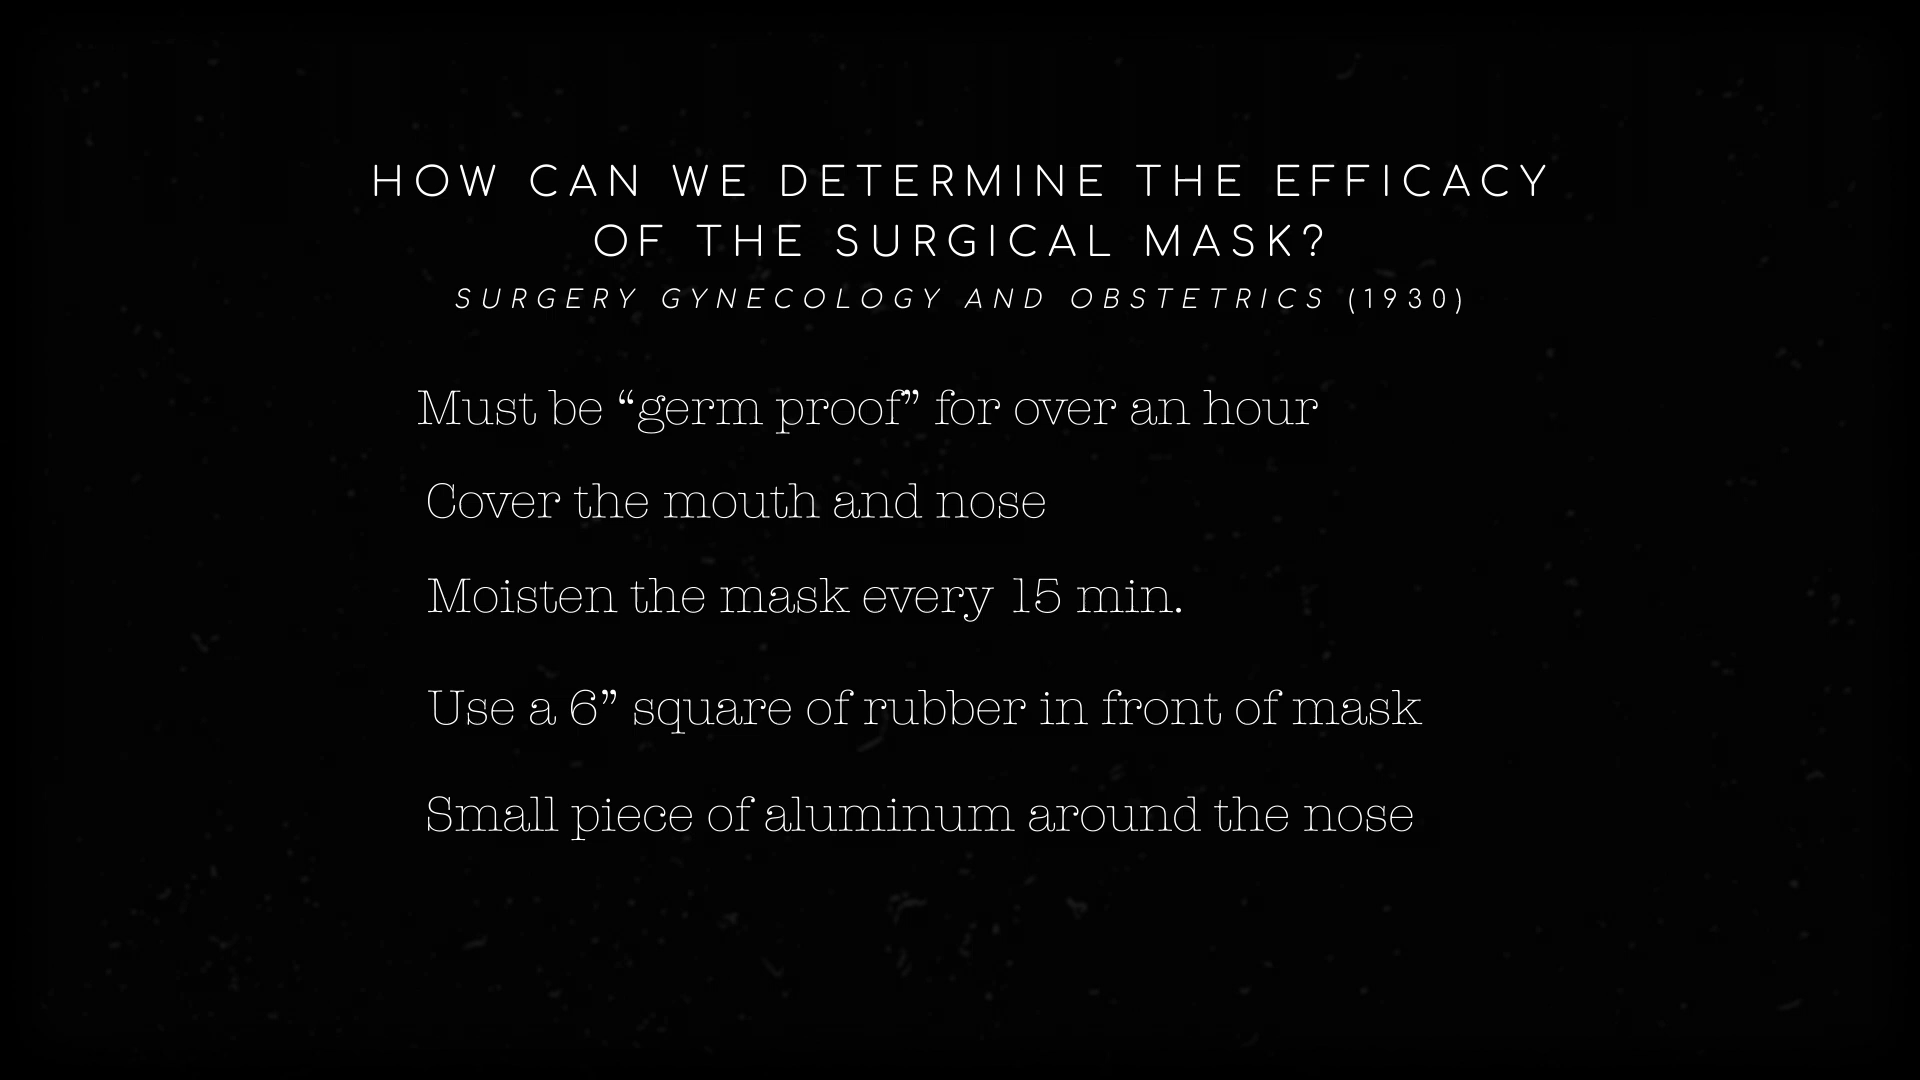 HOW CAN WE DETERMINE THE EFFICACY
OF THE SURGICAL MASK?
SURGERY GYNECOLOGY AND OBSTETRICS (1930)
Must be “germ proof” for over an hour
Cover the mouth and nose
Moisten the mask every 15 min.
Use a 6” square of rubber in front of mask
Small piece of aluminum around the nose